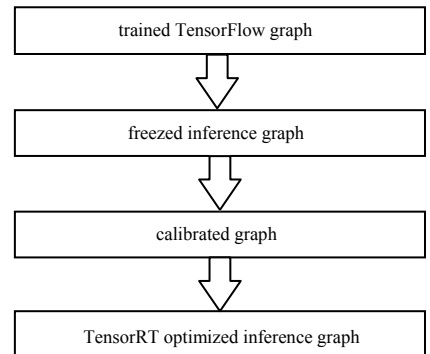 trained TensorFlow graph
freezed inference graph
calibrated graph
TensorRT optimized inference graph